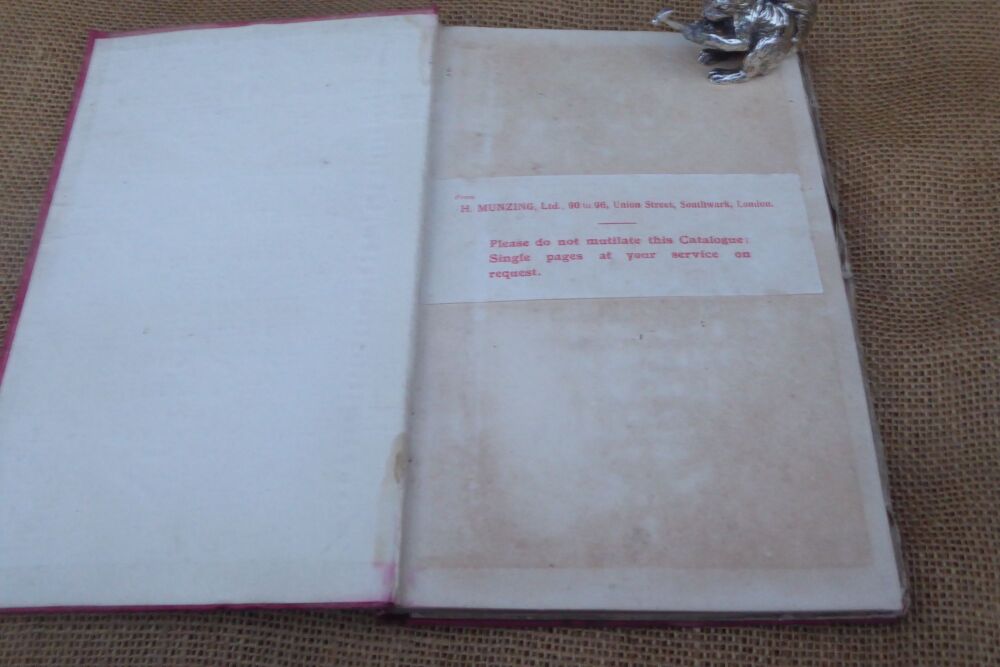 From
H. MUNZING, Ltd., 90 to 96, Union Street, Southwark, London.
Please do not mutilate this Catalogue:
Single pages at your service on
request.